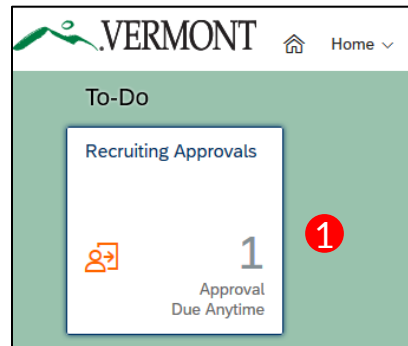 VERMONT
Home
To-Do
Recruiting Approvals
1
1
Approval
Due Anytime